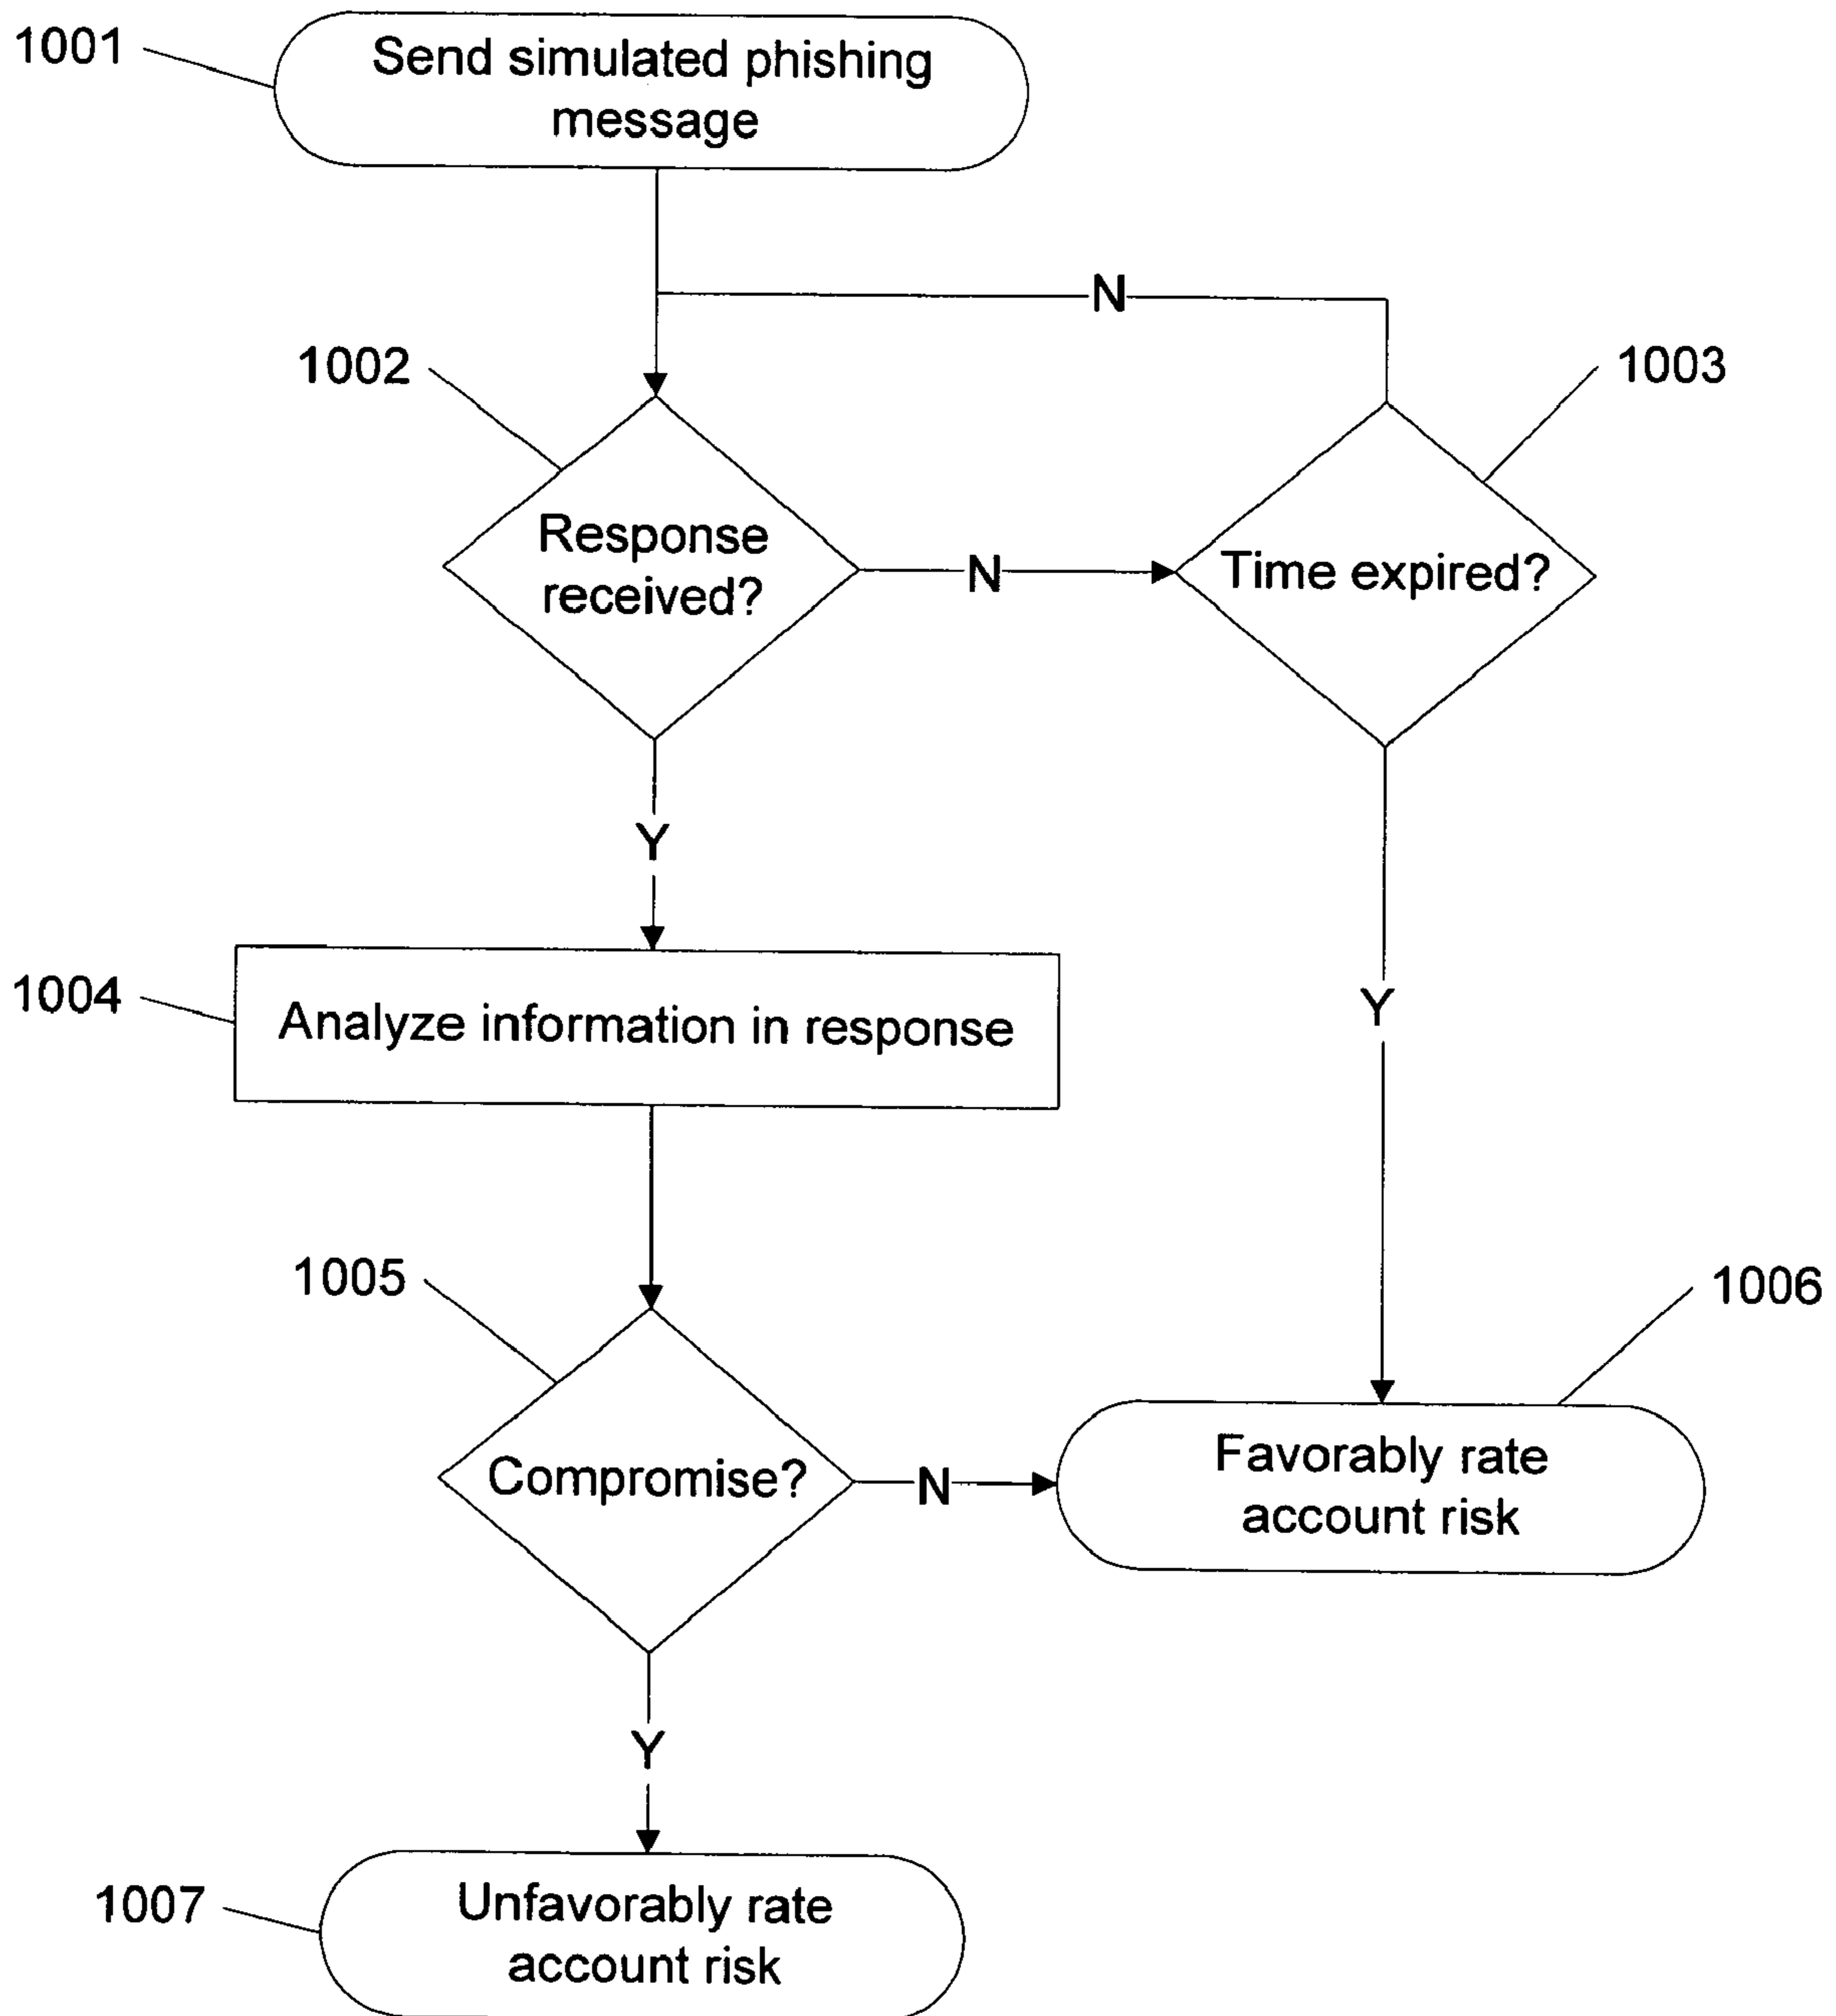 1001
Send simulated phishing
message
N
1002
1003
Response
received?
N
Time expired?
Y
1004
Analyze information in response
Y
1005
1006
Compromise?
N
Favorably rate
account risk
Y
1007
Unfavorably rate
account risk